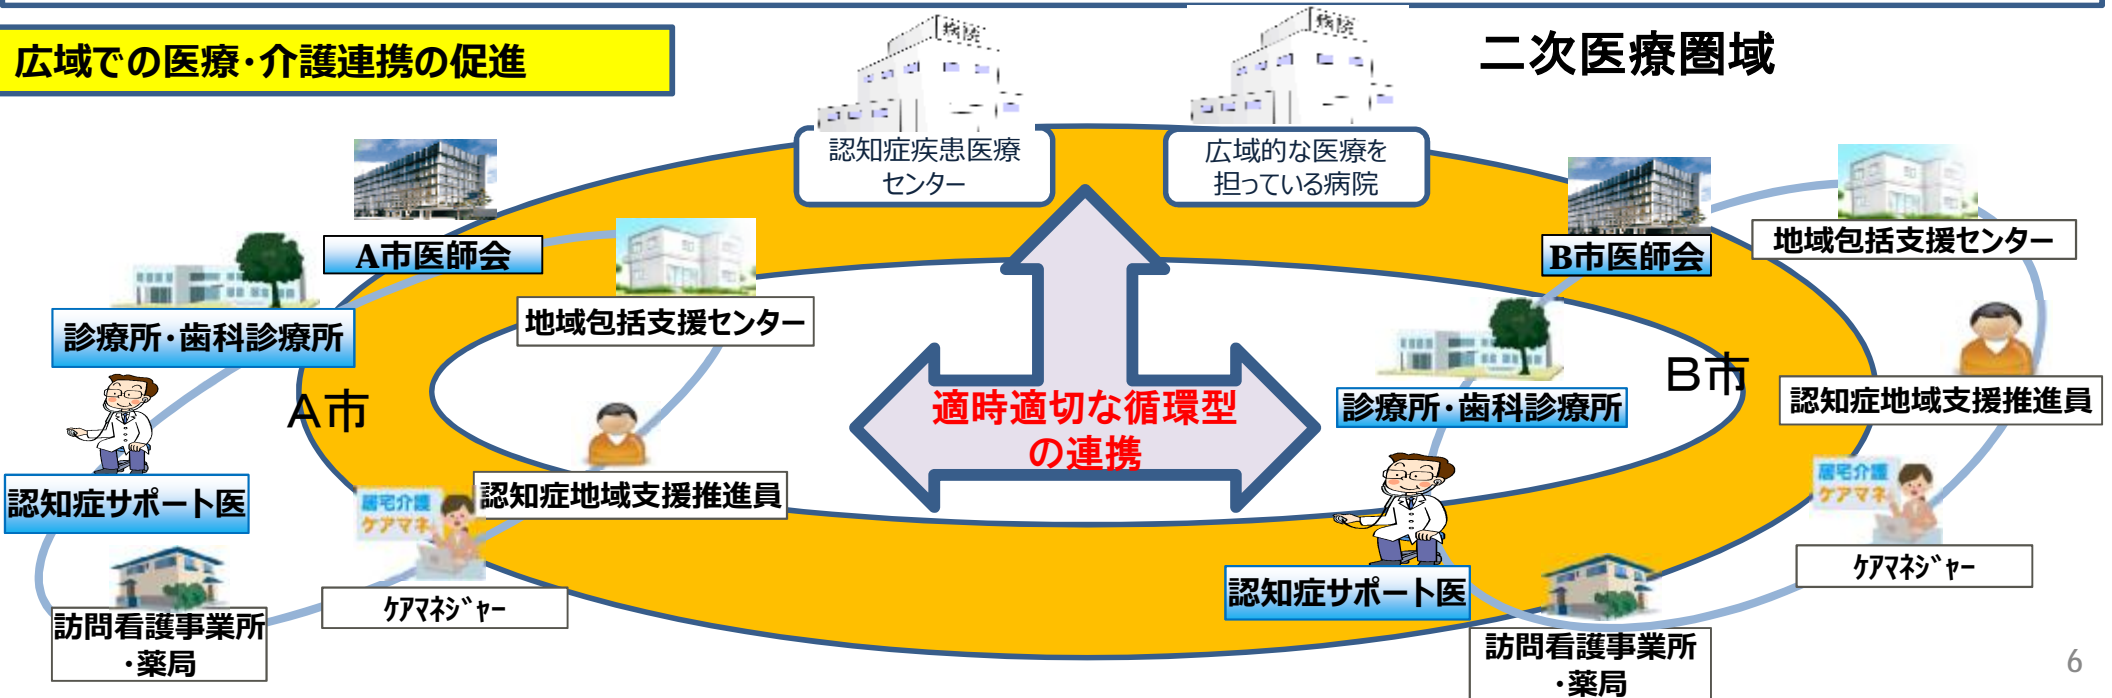 広域での医療・介護連携の促進
二次医療圏域
病院
病院
認知症疾患医療
センター
広域的な医療を
担っている病院
A市医師会
B市医師会
地域包括支援センター
診療所・歯科診療所
地域包括支援センター
A市
B市
適時適切な循環型
の連携
診療所・歯科診療所
認知症地域支援推進員
認知症サポート医
居宅介護
ケアマネ
認知症地域支援推進員
居宅介護
ケアマネ
ｹｱﾏﾈｼﾞｬｰ
認知症サポート医
ｹｱﾏﾈｼﾞｬｰ
訪問看護事業所
・薬局
訪問看護事業所
・薬局
6